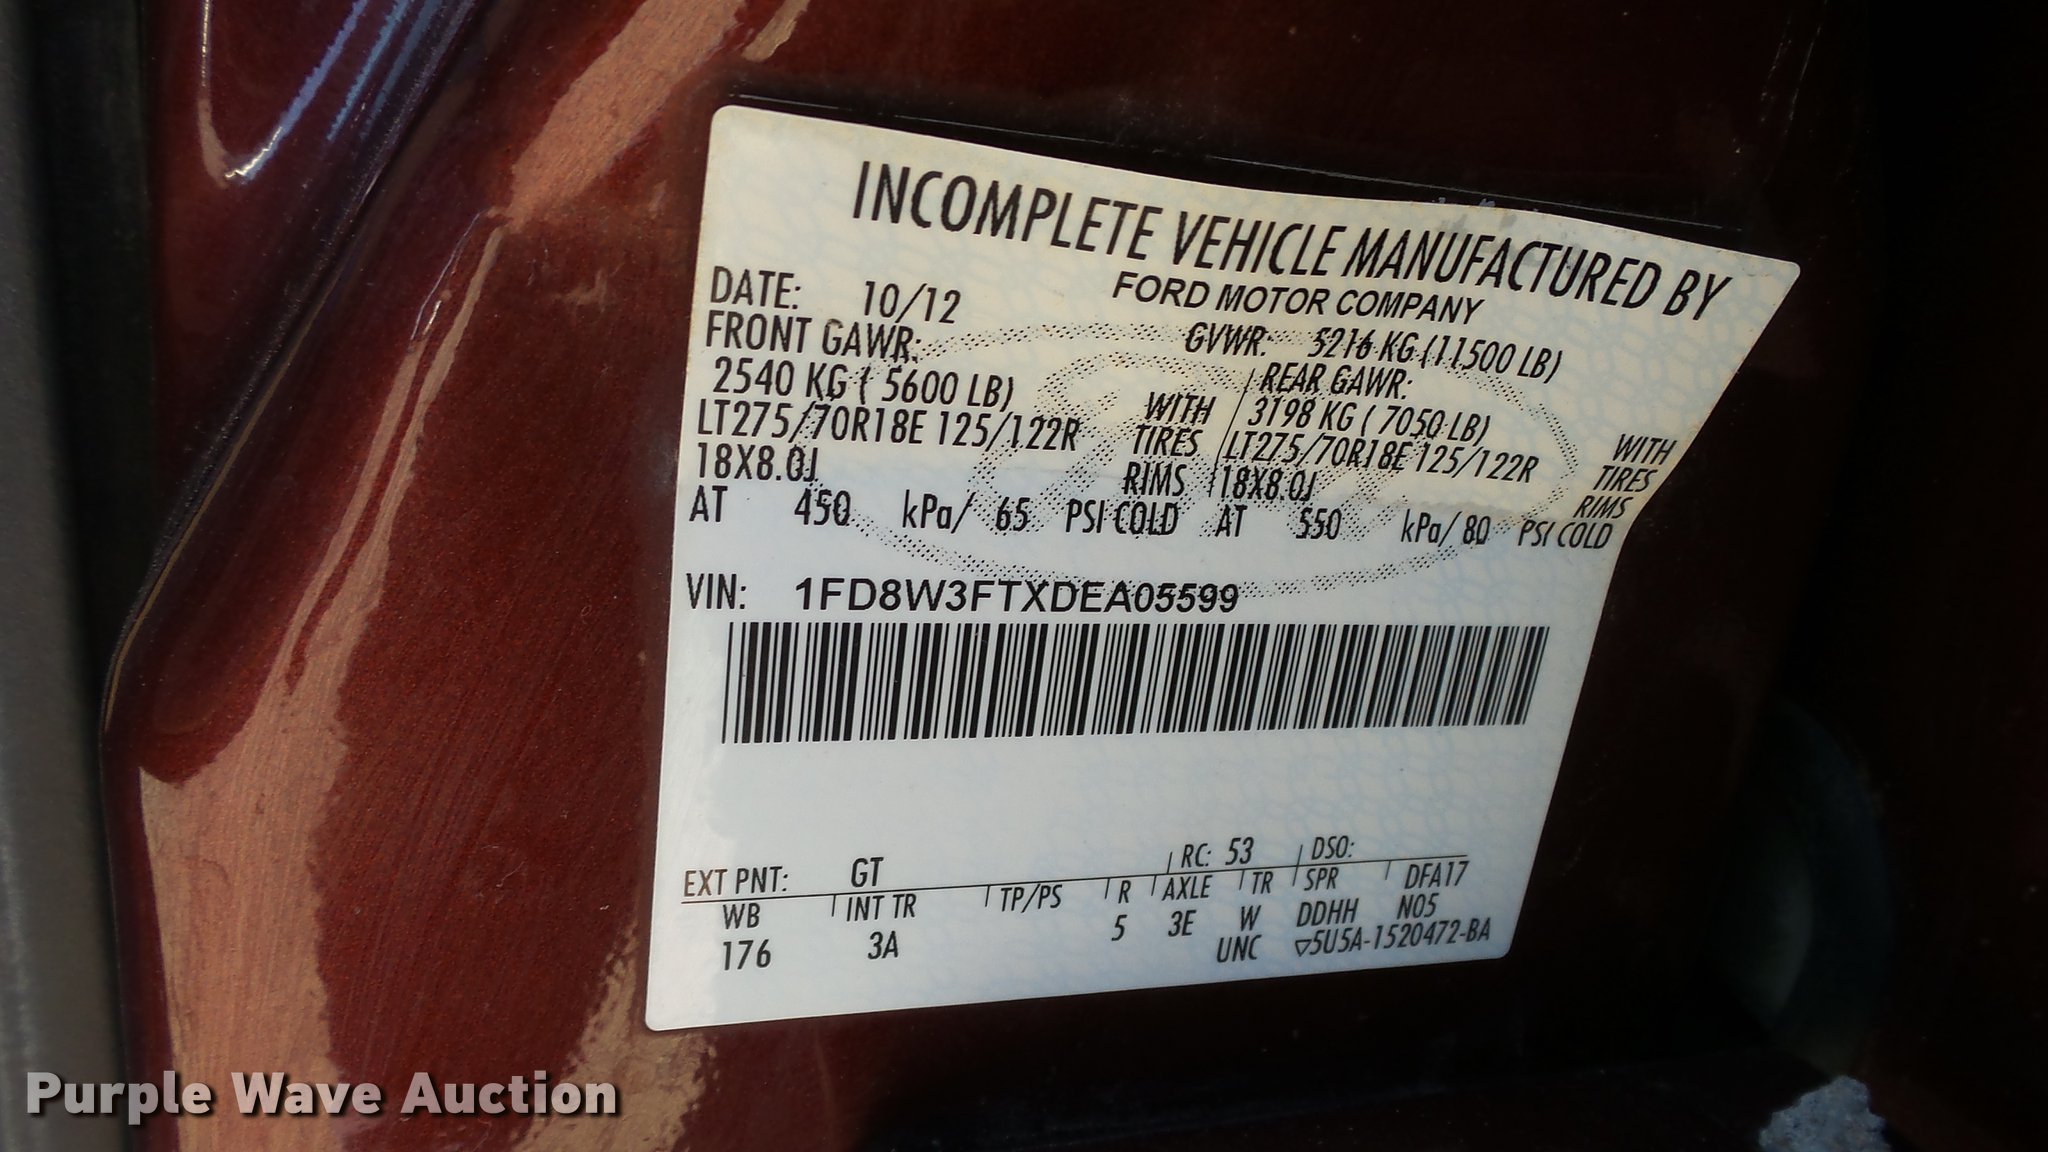 INCOMPLETE VEHICLE MANUFACTURED BY
FORD MOTOR COMPANY
DATE: 10/12 GVWR: 5216 KG (11500 LB)
FRONT GAWR: REAR GAWR:
2540 KG ( 5600 LB) WITH 3198 KG ( 7050 LB) WITH
LT275/70R18E 125/122R TIRES LT275/70R18E 125/122R TIRES
18X8.0J RIMS 18X8.0J RIMS
AT 450 kPa/ 65 PSI COLD AT 550 kPa/ 80 PSI COLD
VIN: 1FD8W3FTXDEA05599
EXT PNT: GT RC: 53 DSO:
WB INT TR TP/PS R AXLE TR SPR DFA17
176 3A 5 3E W DDHH N05
UNC ▽5U5A-1520472-BA
Purple Wave Auction